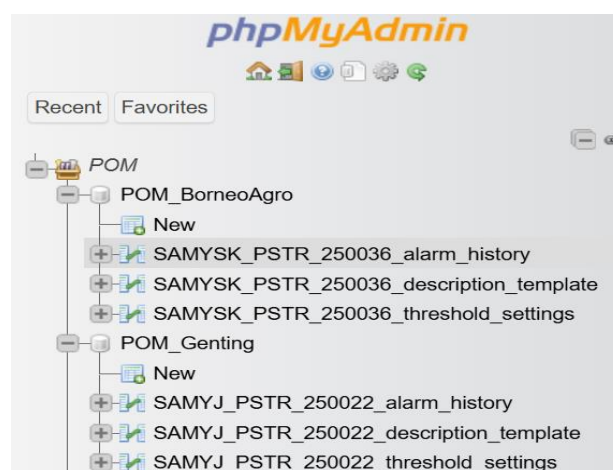 phpMyAdmin
Recent Favorites
POM
POM_BorneoAgro
New
SAMYSK_PSTR_250036_alarm_history
SAMYSK_PSTR_250036_description_template
SAMYSK_PSTR_250036_threshold_settings
POM_Genting
New
SAMYJ_PSTR_250022_alarm_history
SAMYJ_PSTR_250022_description_template
SAMYJ_PSTR_250022_threshold_settings